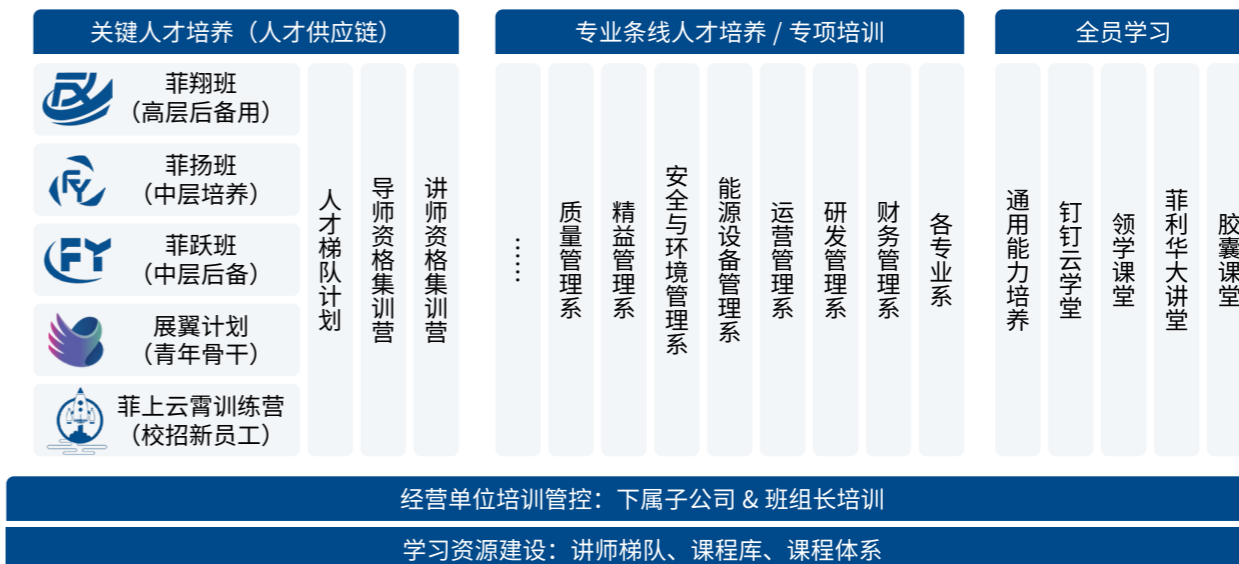 关键人才培养（人才供应链）
菲翔班
（高层后备用）
菲扬班
（中层培养）
菲跃班
（中层后备）
展翼计划
（青年骨干）
菲上云霄训练营
（校招新员工）
人才梯队计划
导师资格集训营
讲师资格集训营
专业条线人才培养 / 专项培训
……
质量管理系
精益管理系
安全与环境管理系
能源设备管理系
运营管理系
研发管理系
财务管理系
各专业系
全员学习
通用能力培养
钉钉云学堂
领学课堂
菲利华大讲堂
胶囊课堂
经营单位培训管控：下属子公司 & 班组长培训
学习资源建设：讲师梯队、课程库、课程体系